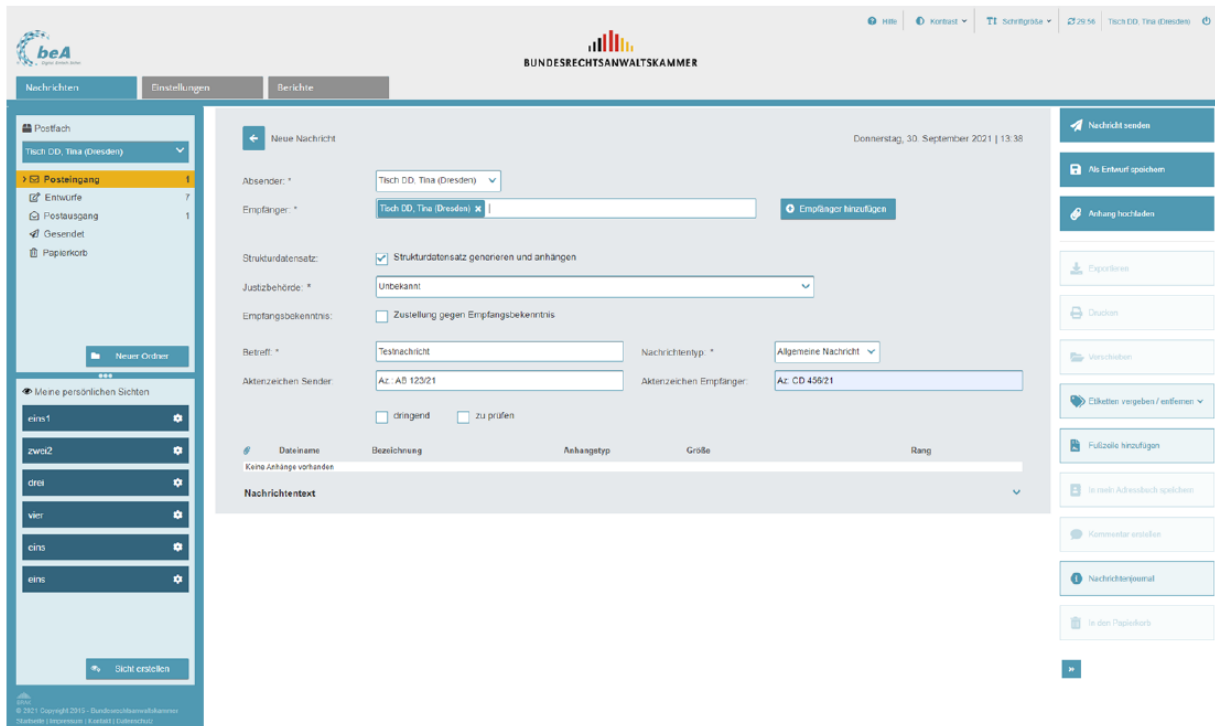 Hilfe
Kontrast
Schriftgröße
29:56
Tisch DD, Tina (Dresden)
beA
BUNDESRECHTSANWALTSKAMMER
Nachrichten
Einstellungen
Berichte
Postfach
Tisch DD, Tina (Dresden)
Posteingang 1
Entwürfe 7
Postausgang 1
Gesendet
Papierkorb
Neuer Ordner
Meine persönlichen Sichten
eins1
zwei2
drei
vier
eins
eins
Sicht erstellen
© 2021 Copyright 2015 - Bundesrechtsanwaltskammer
Startseite | Impressum | Kontakt | Datenschutz
Neue Nachricht
Donnerstag, 30. September 2021 | 13:38
Absender: *
Tisch DD, Tina (Dresden)
Empfänger: *
Tisch DD, Tina (Dresden)
Empfänger hinzufügen
Strukturdatensatz:
Strukturdatensatz generieren und anhängen
Justizbehörde: *
Unbekannt
Empfangsbekenntnis:
Zustellung gegen Empfangsbekenntnis
Betreff: *
Testnachricht
Nachrichtentyp: *
Allgemeine Nachricht
Aktenzeichen Sender:
Az.: AB 123/21
Aktenzeichen Empfänger:
Az: CD 456/21
dringend
zu prüfen
Dateiname Bezeichnung Anhangetyp Größe Rang
Keine Anhänge vorhanden
Nachrichtentext
Nachricht senden
Als Entwurf speichern
Anhang hochladen
Exportieren
Drucken
Verschieben
Etiketten vergeben / entfernen
Fußzeile hinzufügen
In mein Adressbuch speichern
Kommentar erstellen
Nachrichtenjournal
In den Papierkorb